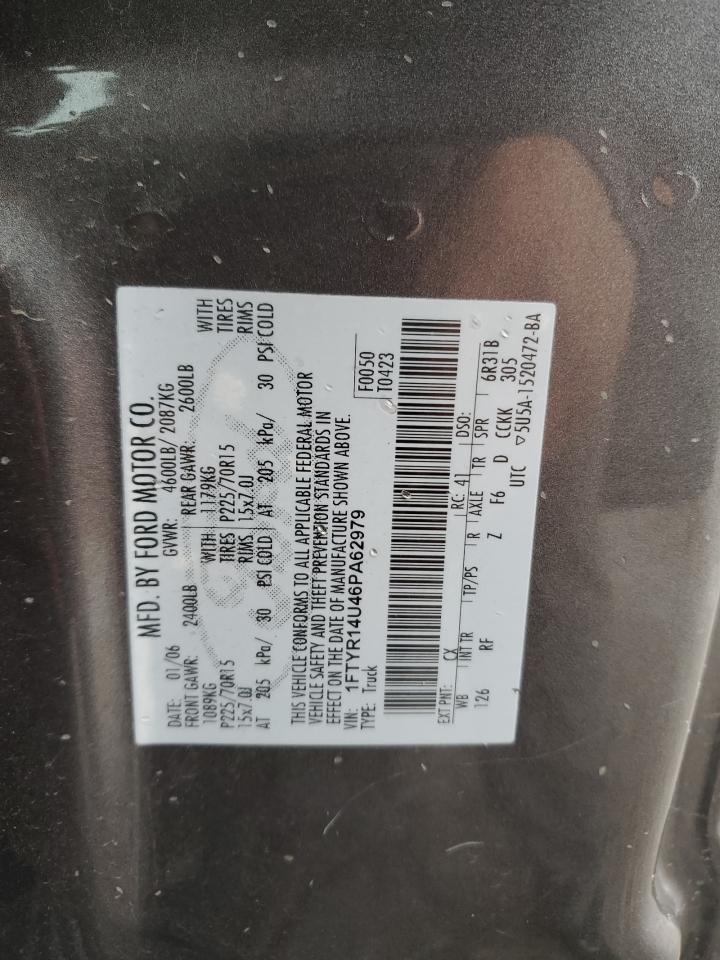 MFD. BY FORD MOTOR CO.
DATE: 01/06 GVWR: 4600LB/ 2087KG
FRONT GAWR: 2400LB REAR GAWR: 2600LB
1089KG WITH 1179KG WITH
P225/70R15 TIRES P225/70R15 TIRES
15x7.0J RIMS 15x7.0J RIMS
AT 205 kPa/ 30 PSI COLD AT 205 kPa/ 30 PSI COLD
THIS VEHICLE CONFORMS TO ALL APPLICABLE FEDERAL MOTOR
VEHICLE SAFETY AND THEFT PREVENTION STANDARDS IN
EFFECT ON THE DATE OF MANUFACTURE SHOWN ABOVE.
VIN: 1FTYR14U46PA62979 F0050
TYPE: Truck T0423
EXT PNT: CX RC: 41 DSO:
WB INT TR TP/PS R AXLE TR SPR 6R31B
126 RF Z F6 D CCKK 305
UTC ▽5U5A-1520472-BA